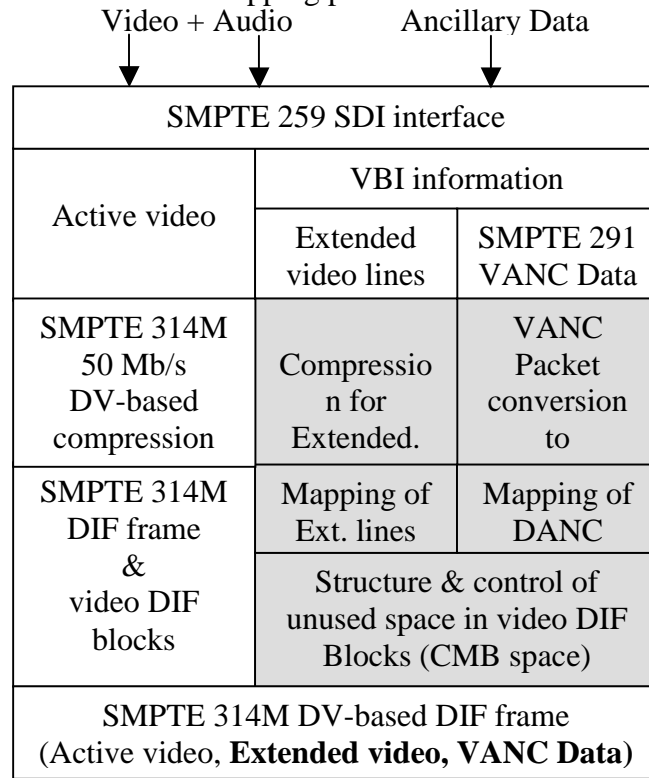 Video + Audio
Ancillary Data
SMPTE 259 SDI interface
Active video
VBI information
Extended
video lines
SMPTE 291
VANC Data
SMPTE 314M
50 Mb/s
DV-based
compression
Compressio
n for
Extended.
VANC
Packet
conversion
to
SMPTE 314M
DIF frame
&
video DIF
blocks
Mapping of
Ext. lines
Mapping of
DANC
Structure & control of
unused space in video DIF
Blocks (CMB space)
SMPTE 314M DV-based DIF frame
(Active video, Extended video, VANC Data)